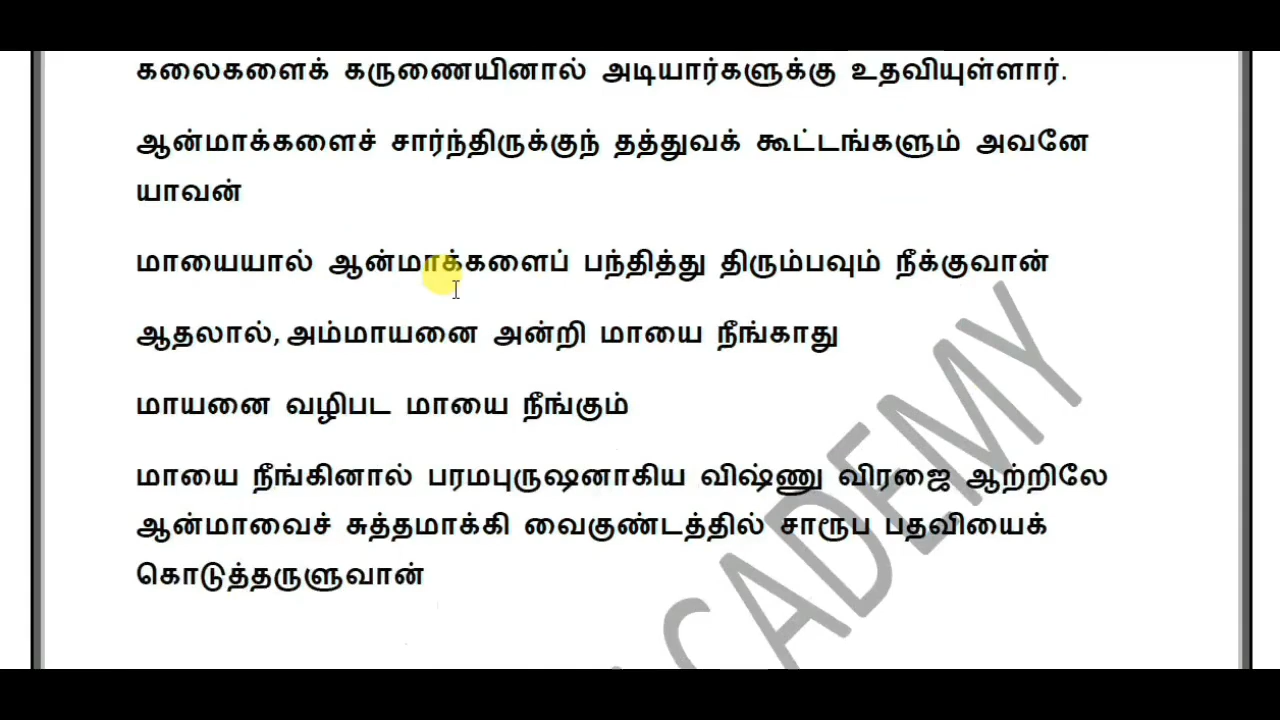 கலைகளைக் கருணையினால் அடியார்களுக்கு உதவியுள்ளார்.
ஆன்மாக்களைச் சார்ந்திருக்குந் தத்துவக் கூட்டங்களும் அவனே
யாவன்
மாயையால் ஆன்மாக்களைப் பந்தித்து திரும்பவும் நீக்குவான்
ஆதலால், அம்மாயனை அன்றி மாயை நீங்காது
மாயனை வழிபட மாயை நீங்கும்
மாயை நீங்கினால் பரமபுருஷனாகிய விஷ்ணு விரஜை ஆற்றிலே
ஆன்மாவைச் சுத்தமாக்கி வைகுண்டத்தில் சாரூப பதவியைக்
கொடுத்தருளுவான்
CADEMY